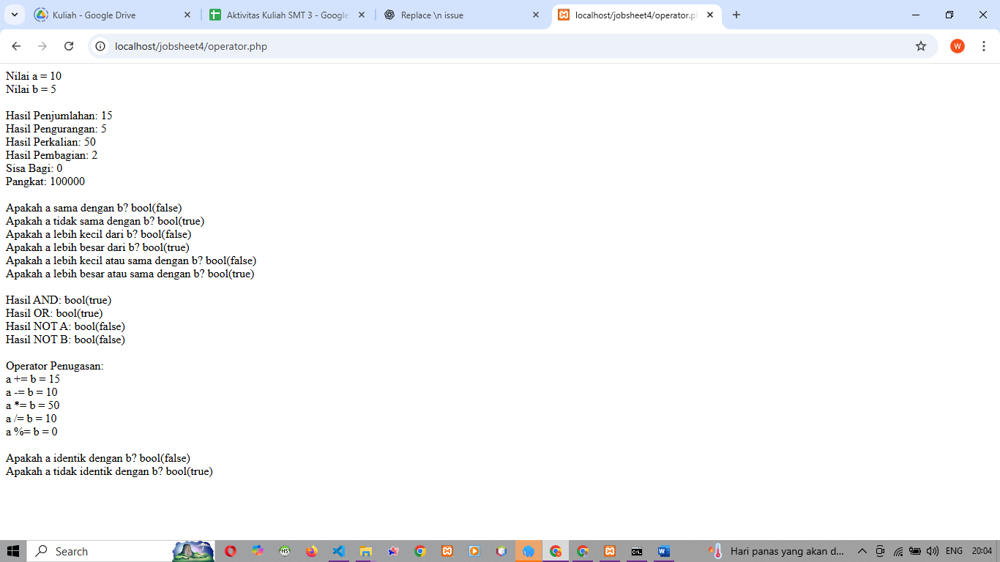 Kuliah - Google Drive
Aktivitas Kuliah SMT 3 - Google
Replace \n issue
localhost/jobsheet4/operator.p
localhost/jobsheet4/operator.php
W
Nilai a = 10
Nilai b = 5
Hasil Penjumlahan: 15
Hasil Pengurangan: 5
Hasil Perkalian: 50
Hasil Pembagian: 2
Sisa Bagi: 0
Pangkat: 100000
Apakah a sama dengan b? bool(false)
Apakah a tidak sama dengan b? bool(true)
Apakah a lebih kecil dari b? bool(false)
Apakah a lebih besar dari b? bool(true)
Apakah a lebih kecil atau sama dengan b? bool(false)
Apakah a lebih besar atau sama dengan b? bool(true)
Hasil AND: bool(true)
Hasil OR: bool(true)
Hasil NOT A: bool(false)
Hasil NOT B: bool(false)
Operator Penugasan:
a += b = 15
a -= b = 10
a *= b = 50
a /= b = 10
a %= b = 0
Apakah a identik dengan b? bool(false)
Apakah a tidak identik dengan b? bool(true)
Search
HS
Hari panas yang akan d...
ENG
20:04